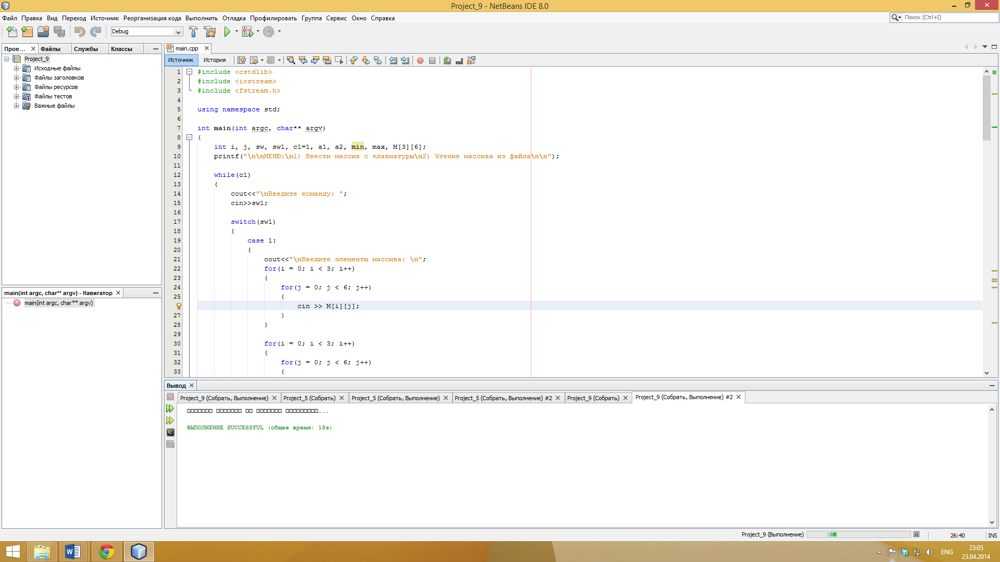 Project_9 - NetBeans IDE 8.0
Файл Правка Вид Переход Источник Реорганизация кода Выполнить Отладка Профилировать Группа Сервис Окно Справка
Поиск (Ctrl+I)
Debug
Прое... Файлы Службы Классы
Project_9
Исходные файлы
Файлы заголовков
Файлы ресурсов
Файлы тестов
Важные файлы
main(int argc, char** argv) - Навигатор
main(int argc, char** argv)
main.cpp
Источник История
1 #include <cstdlib>
2 #include <iostream>
3 #include <fstream.h>
4
5 using namespace std;
6
7 int main(int argc, char** argv)
8 {
9 int i, j, sw, sw1, c1=1, a1, a2, min, max, M[3][6];
10 printf("\n\nМЕНЮ:\n1) Ввести массив с клавиатуры\n2) Чтение массива из файла\n\n");
11
12 while(c1)
13 {
14 cout<<"\nВведите команду: ";
15 cin>>sw1;
16
17 switch(sw1)
18 {
19 case 1:
20 {
21 cout<<"\nВведите элементы массива: \n";
22 for(i = 0; i < 3; i++)
23 {
24 for(j = 0; j < 6; j++)
25 {
cin >> M[i][j];
27 }
28 }
29
30 for(i = 0; i < 3; i++)
31 {
32 for(j = 0; j < 6; j++)
33 {
Вывод
Project_9 (Собрать, Выполнение) Project_5 (Собрать) Project_5 (Собрать, Выполнение) Project_5 (Собрать, Выполнение) #2 Project_9 (Собрать) Project_9 (Собрать, Выполнение) #2
□□□□□□□ □□□□□□□ □□ □□□□□□□ □□□□□□□□□...
ВЫПОЛНЕНИЕ SUCCESSFUL (общее время: 18s)
Project_9 (Выполнение) 26:40 INS
ENG
23:05
23.04.2014